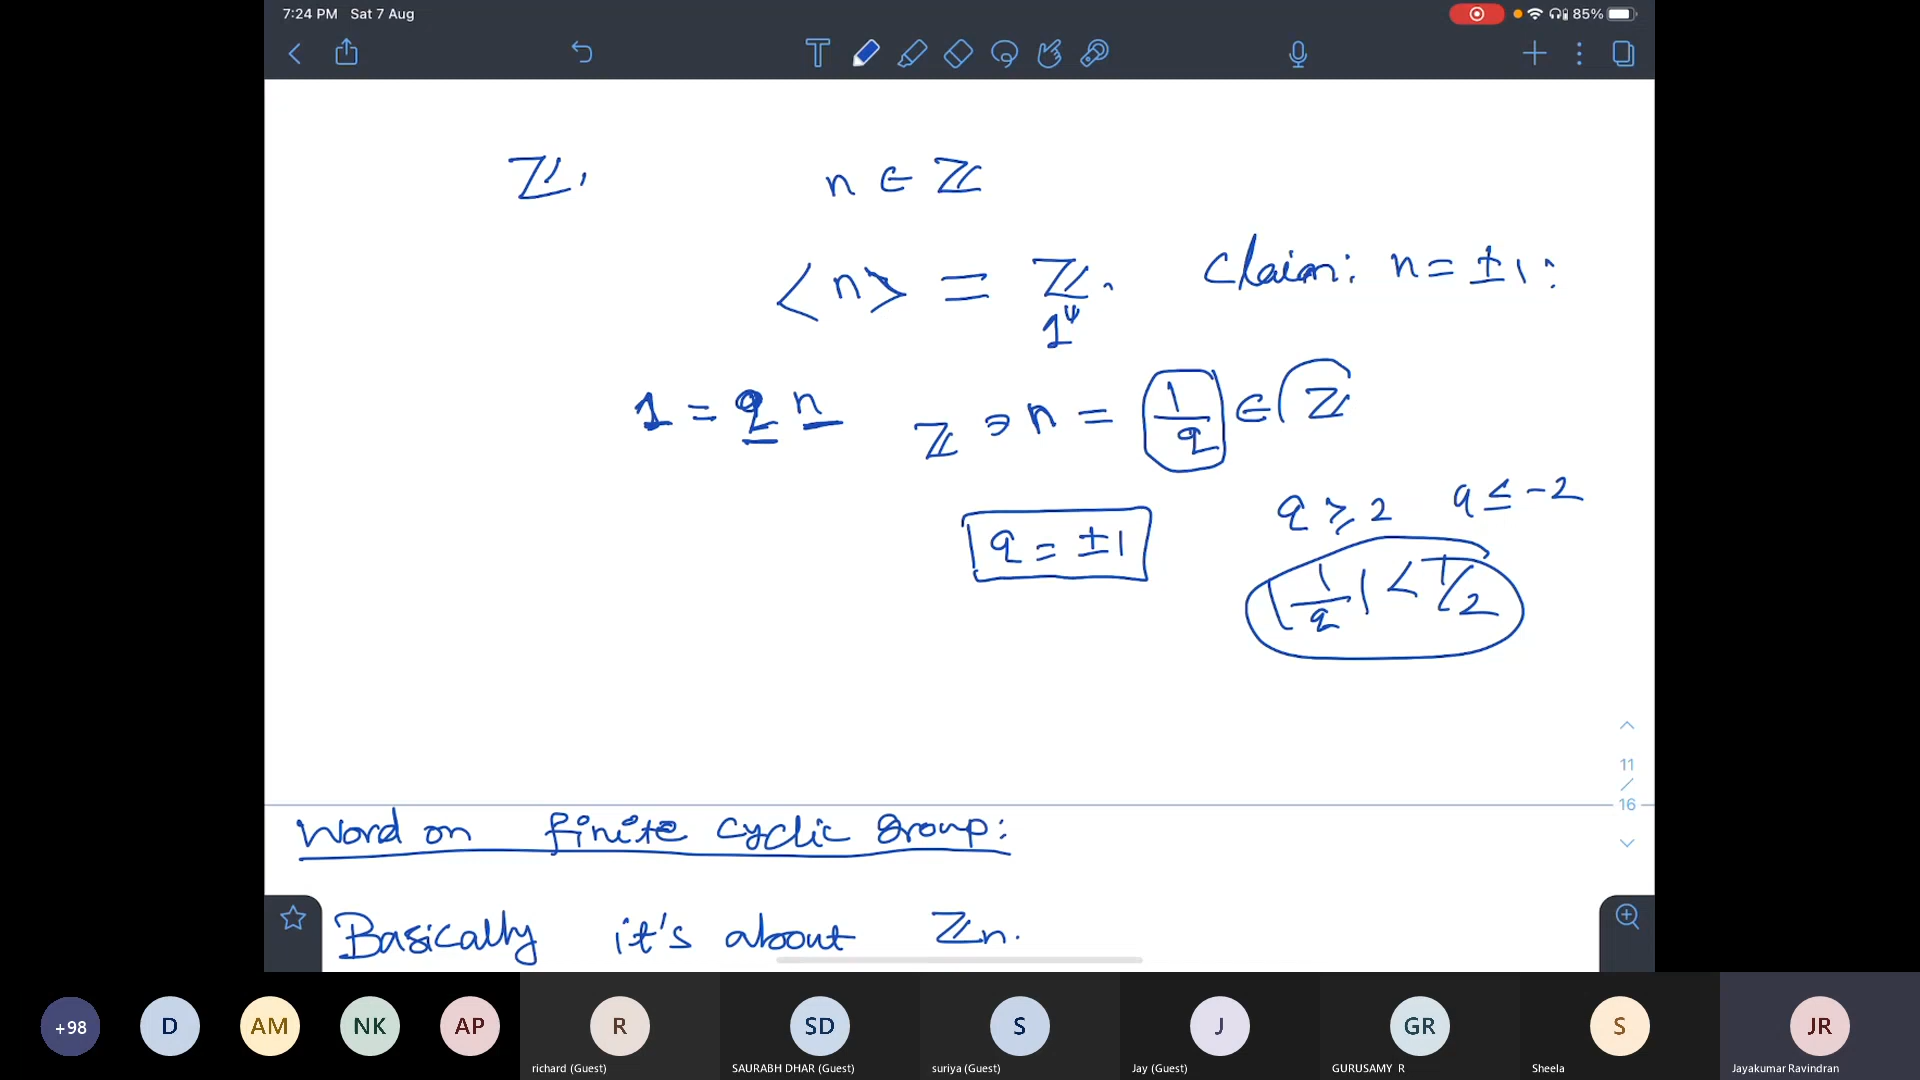 7:24 PM Sat 7 Aug
85%
T
ℤ, n ∈ ℤ
<n> = ℤ. Claim: n = ±1:
1
1 = q n ℤ ∋ n = 1/q ∈ ℤ
q ≥ 2 q ≤ -2
q = ±1
|1/q| < 1/2
11
/
16
Word on finite cyclic group:
Basically it's about ℤn.
+98 D AM NK AP R SD S J GR S JR
richard (Guest) SAURABH DHAR (Guest) suriya (Guest) Jay (Guest) GURUSAMY R Sheela Jayakumar Ravindran